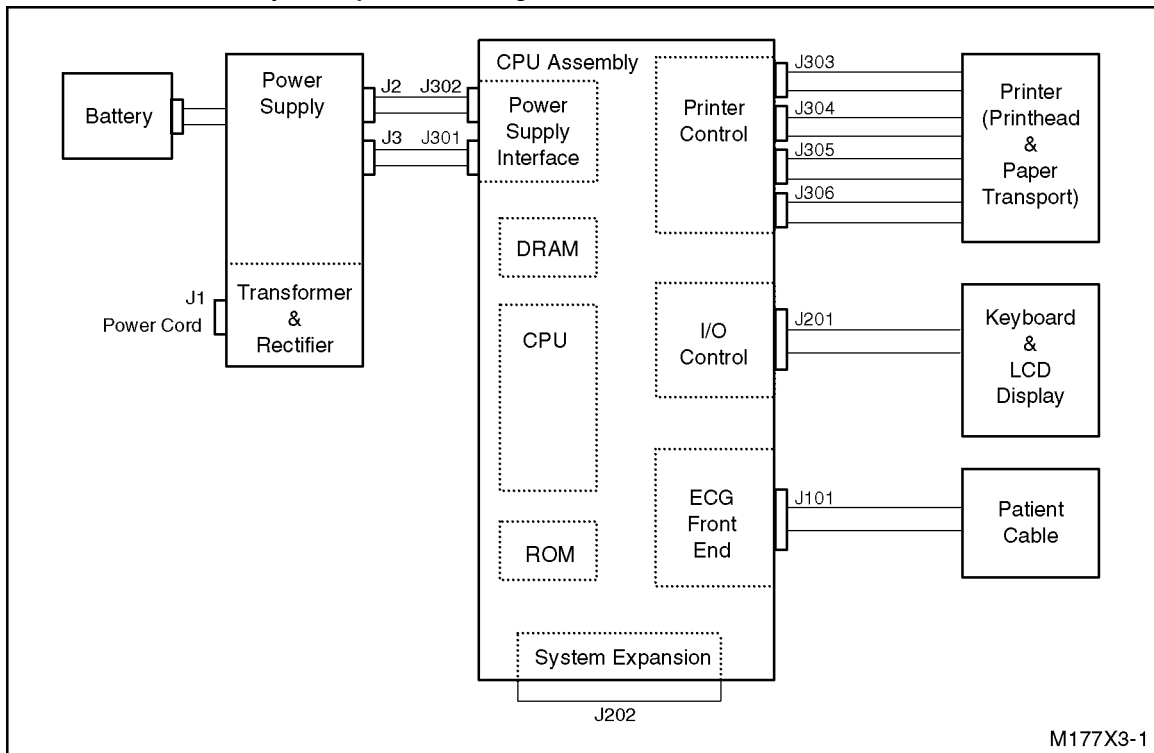 Battery
Power
Supply
J1
Power Cord
Transformer
&
Rectifier
J2
J302
J3
J301
CPU Assembly
Power
Supply
Interface
DRAM
CPU
ROM
System Expansion
J202
Printer
Control
I/O
Control
ECG
Front
End
J303
J304
J305
J306
J201
J101
Printer
(Printhead
&
Paper
Transport)
Keyboard
&
LCD
Display
Patient
Cable
M177X3-1